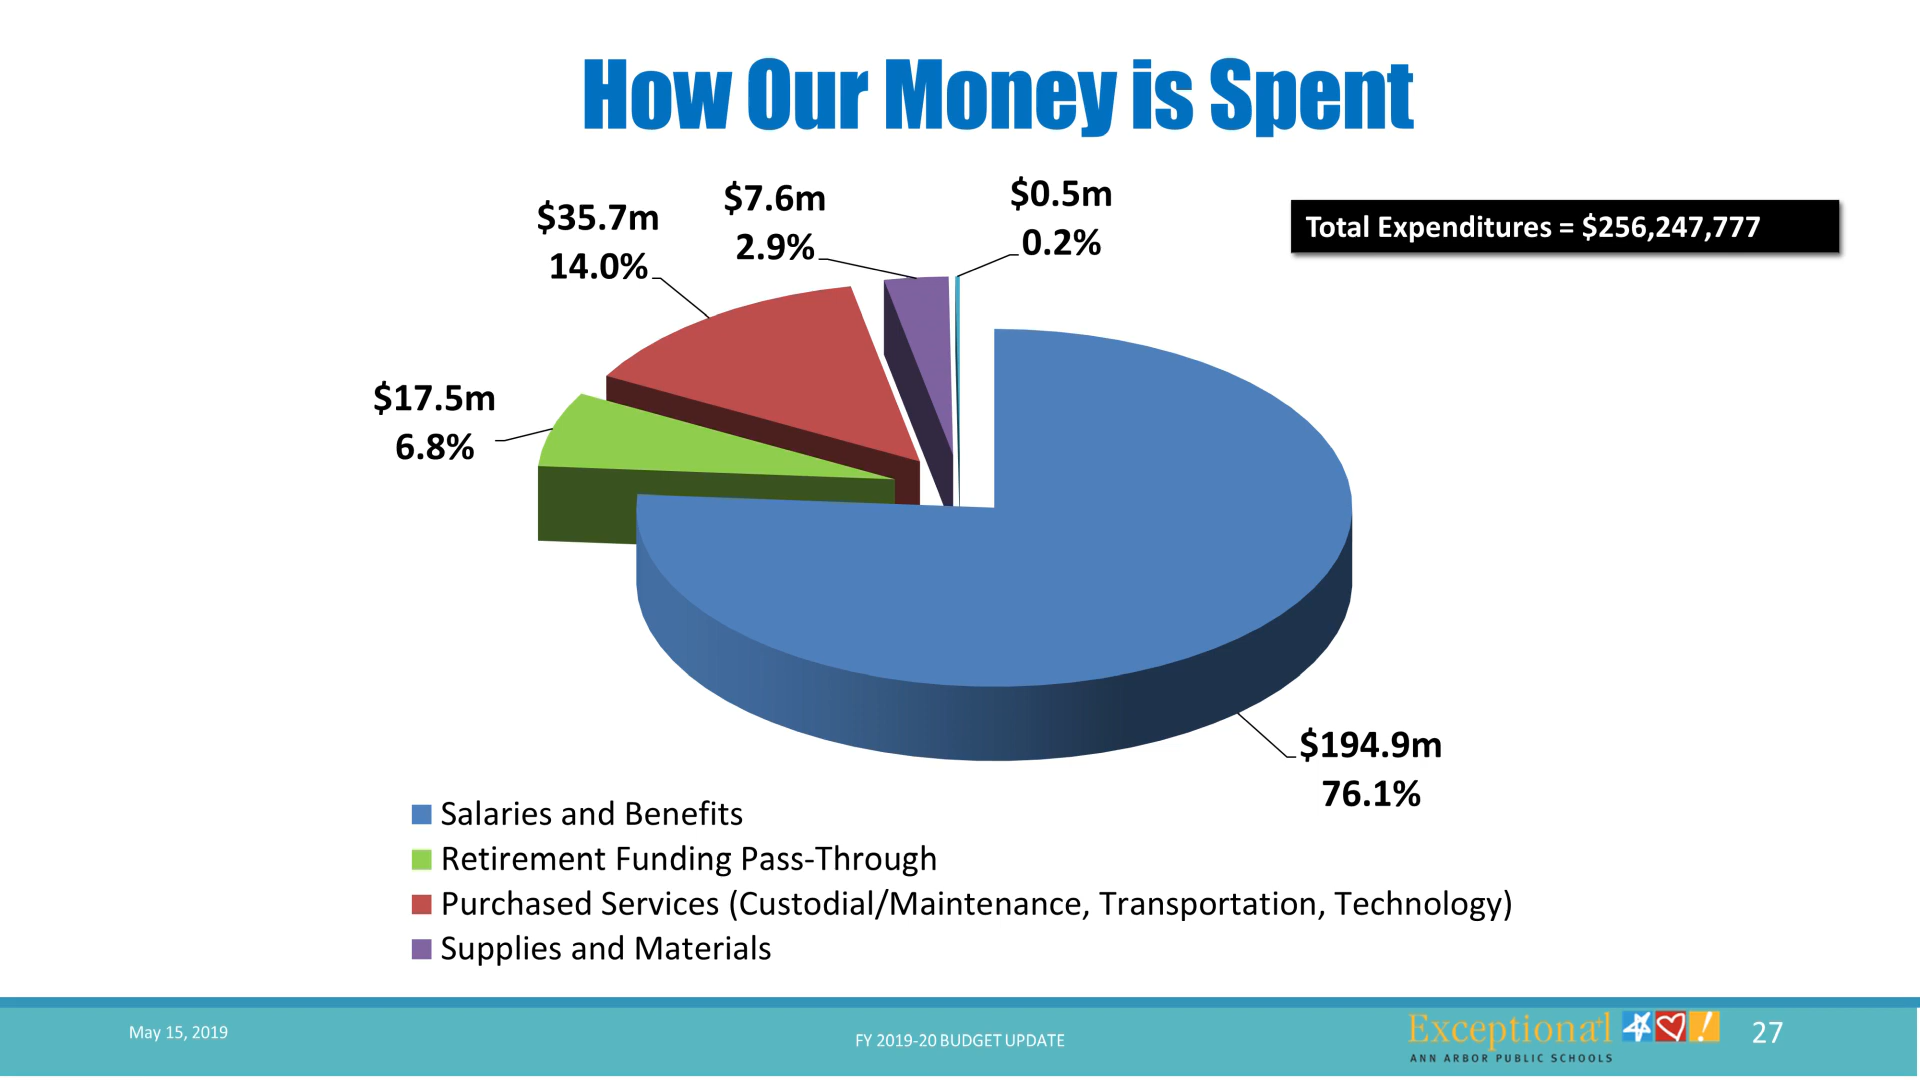 How Our Money is Spent
$35.7m
14.0%
$7.6m
2.9%
$0.5m
0.2%
Total Expenditures = $256,247,777
$17.5m
6.8%
$194.9m
76.1%
Salaries and Benefits
Retirement Funding Pass-Through
Purchased Services (Custodial/Maintenance, Transportation, Technology)
Supplies and Materials
May 15, 2019
FY 2019-20 BUDGET UPDATE
Exceptional
ANN ARBOR PUBLIC SCHOOLS
27